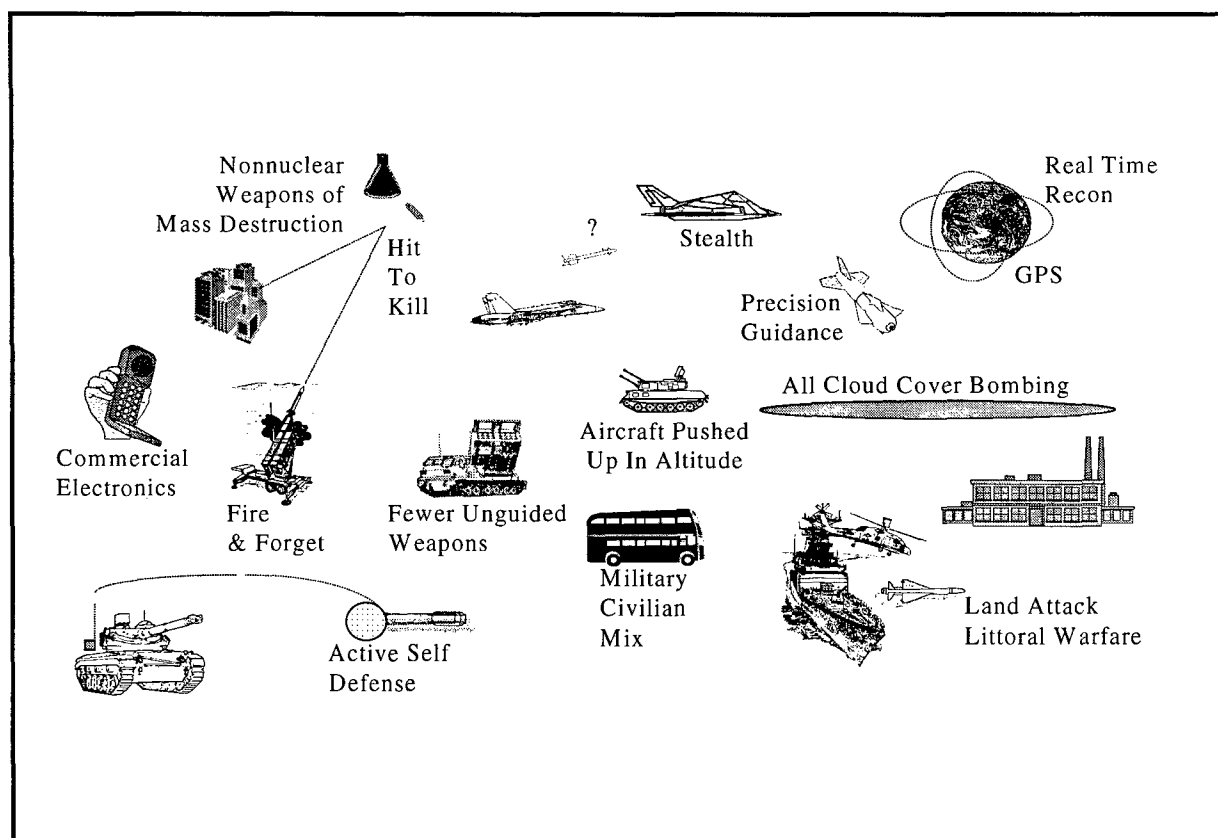 Nonnuclear
Weapons of
Mass Destruction
Hit
To
Kill
?
Stealth
Real Time
Recon
GPS
Precision
Guidance
Commercial
Electronics
Fire
& Forget
Fewer Unguided
Weapons
Aircraft Pushed
Up In Altitude
All Cloud Cover Bombing
Military
Civilian
Mix
Land Attack
Littoral Warfare
Active Self
Defense